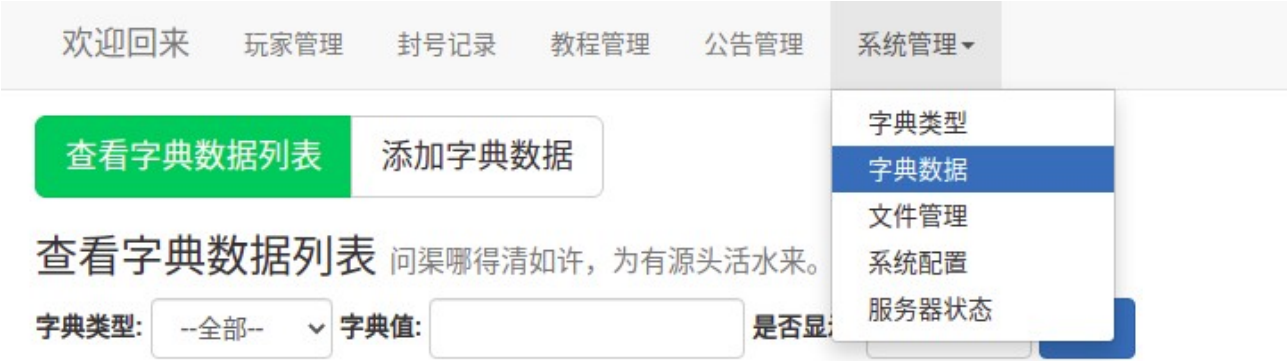 欢迎回来 玩家管理 封号记录 教程管理 公告管理 系统管理
字典类型
字典数据
文件管理
系统配置
服务器状态
查看字典数据列表 添加字典数据
查看字典数据列表 问渠哪得清如许，为有源头活水来。
字典类型: --全部-- 字典值: 是否显